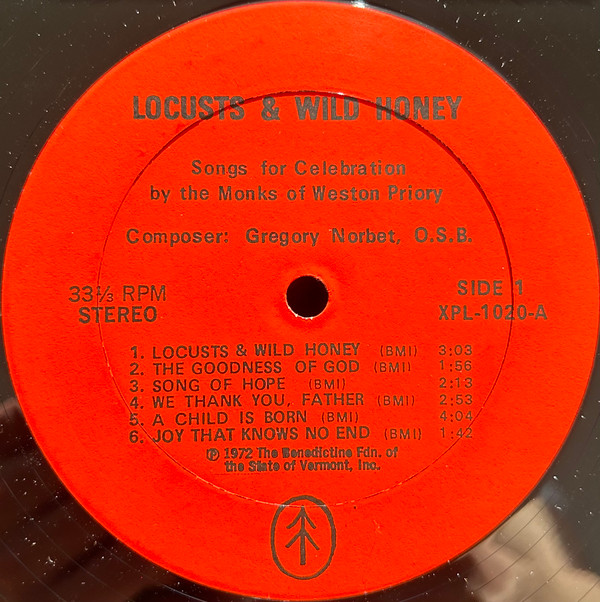 LOCUSTS & WILD HONEY
Songs for Celebration
by the Monks of Weston Priory
Composer: Gregory Norbet, O.S.B.
33⅓ RPM
STEREO
SIDE 1
XPL-1020-A
1. LOCUSTS & WILD HONEY (BMI) 3:03
2. THE GOODNESS OF GOD (BMI) 1:56
3. SONG OF HOPE (BMI) 2:13
4. WE THANK YOU, FATHER (BMI) 2:53
5. A CHILD IS BORN (BMI) 4:04
6. JOY THAT KNOWS NO END (BMI) 1:42
℗ 1972 The Benedictine Fdn. of
the State of Vermont, Inc.